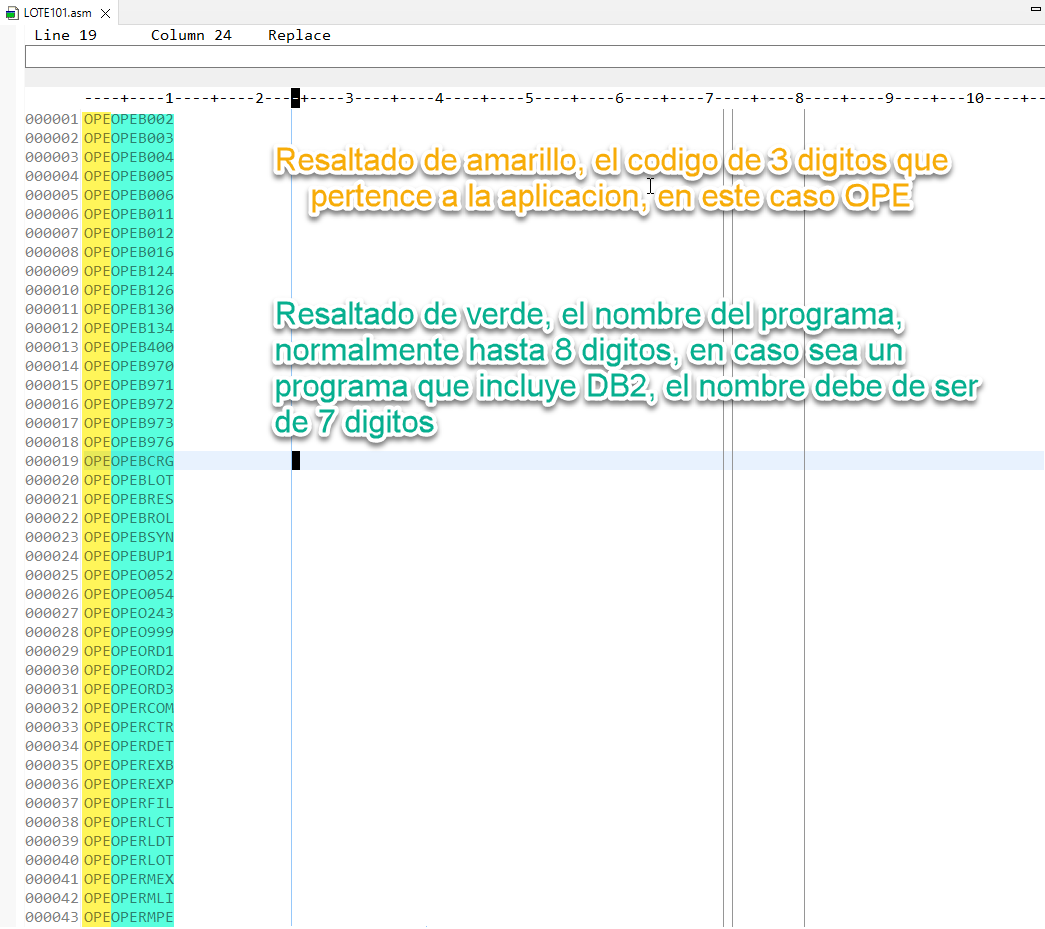 LOTE101.asm
Line 19 Column 24 Replace
----+----1----+----2----+----3----+----4----+----5----+----6----+----7----+----8----+----9----+----10----+--
000001 OPEOPEB002
000002 OPEOPEB003
000003 OPEOPEB004
Resaltado de amarillo, el codigo de 3 digitos que
000004 OPEOPEB005
000005 OPEOPEB006
pertence a la aplicacion, en este caso OPE
000006 OPEOPEB011
000007 OPEOPEB012
000008 OPEOPEB016
000009 OPEOPEB124
000010 OPEOPEB126
000011 OPEOPEB130
Resaltado de verde, el nombre del programa,
000012 OPEOPEB134
000013 OPEOPEB400
normalmente hasta 8 digitos, en caso sea un
000014 OPEOPEB970
000015 OPEOPEB971
programa que incluye DB2, el nombre debe de ser
000016 OPEOPEB972
000017 OPEOPEB973
de 7 digitos
000018 OPEOPEB976
000019 OPEOPEBCRG
000020 OPEOPEBLOT
000021 OPEOPEBRES
000022 OPEOPEBROL
000023 OPEOPEBSYN
000024 OPEOPEBUP1
000025 OPEOPEO052
000026 OPEOPEO054
000027 OPEOPEO243
000028 OPEOPEO999
000029 OPEOPEORD1
000030 OPEOPEORD2
000031 OPEOPEORD3
000032 OPEOPERCOM
000033 OPEOPERCTR
000034 OPEOPERDET
000035 OPEOPEREXB
000036 OPEOPEREXP
000037 OPEOPERFIL
000038 OPEOPERLCT
000039 OPEOPERLDT
000040 OPEOPERLOT
000041 OPEOPERMEX
000042 OPEOPERMLI
000043 OPEOPERMPE